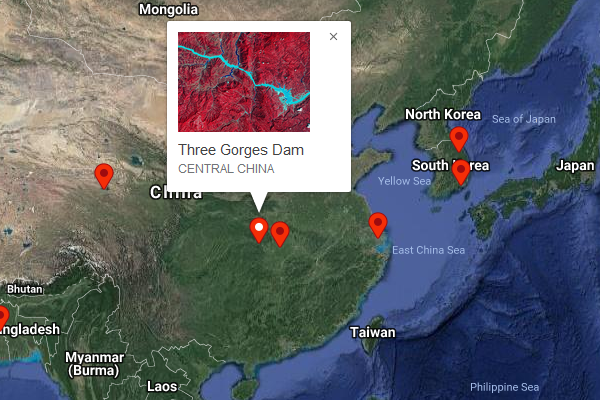 Mongolia
×
Three Gorges Dam
CENTRAL CHINA
North Korea
Sea of Japan
South Korea
Japan
Yellow Sea
China
East China Sea
Bhutan
ngladesh
Taiwan
Myanmar
(Burma)
Laos
Philippine Sea